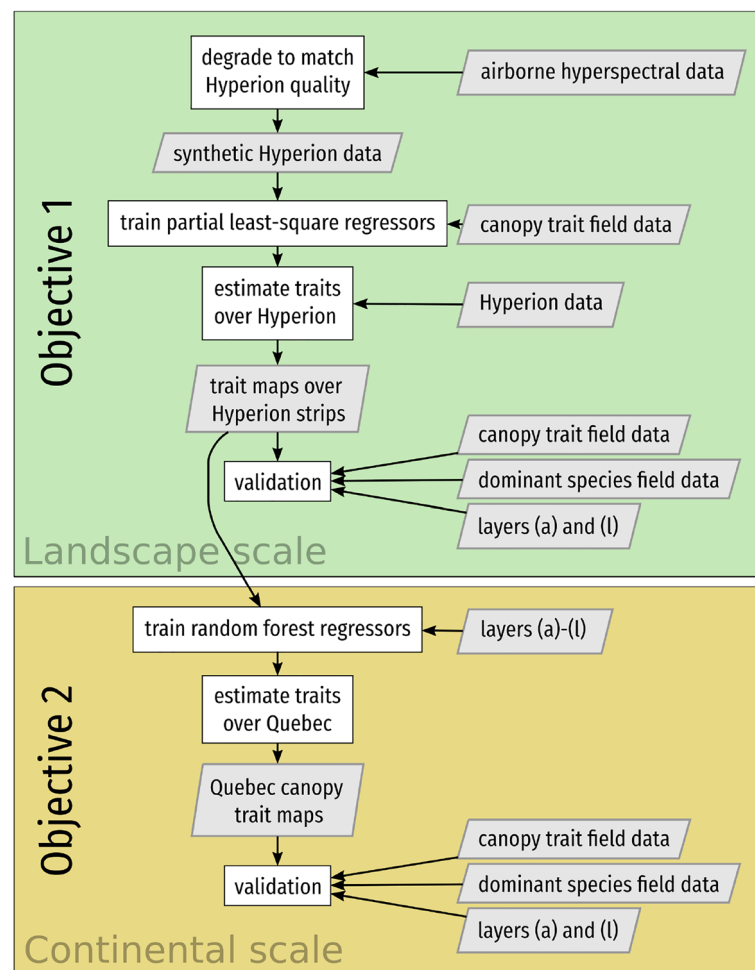 Objective 1
degrade to match
Hyperion quality
airborne hyperspectral data
synthetic Hyperion data
train partial least-square regressors
canopy trait field data
estimate traits
over Hyperion
Hyperion data
trait maps over
Hyperion strips
validation
canopy trait field data
dominant species field data
layers (a) and (l)
Landscape scale
Objective 2
train random forest regressors
layers (a)-(l)
estimate traits
over Quebec
Quebec canopy
trait maps
validation
canopy trait field data
dominant species field data
layers (a) and (l)
Continental scale